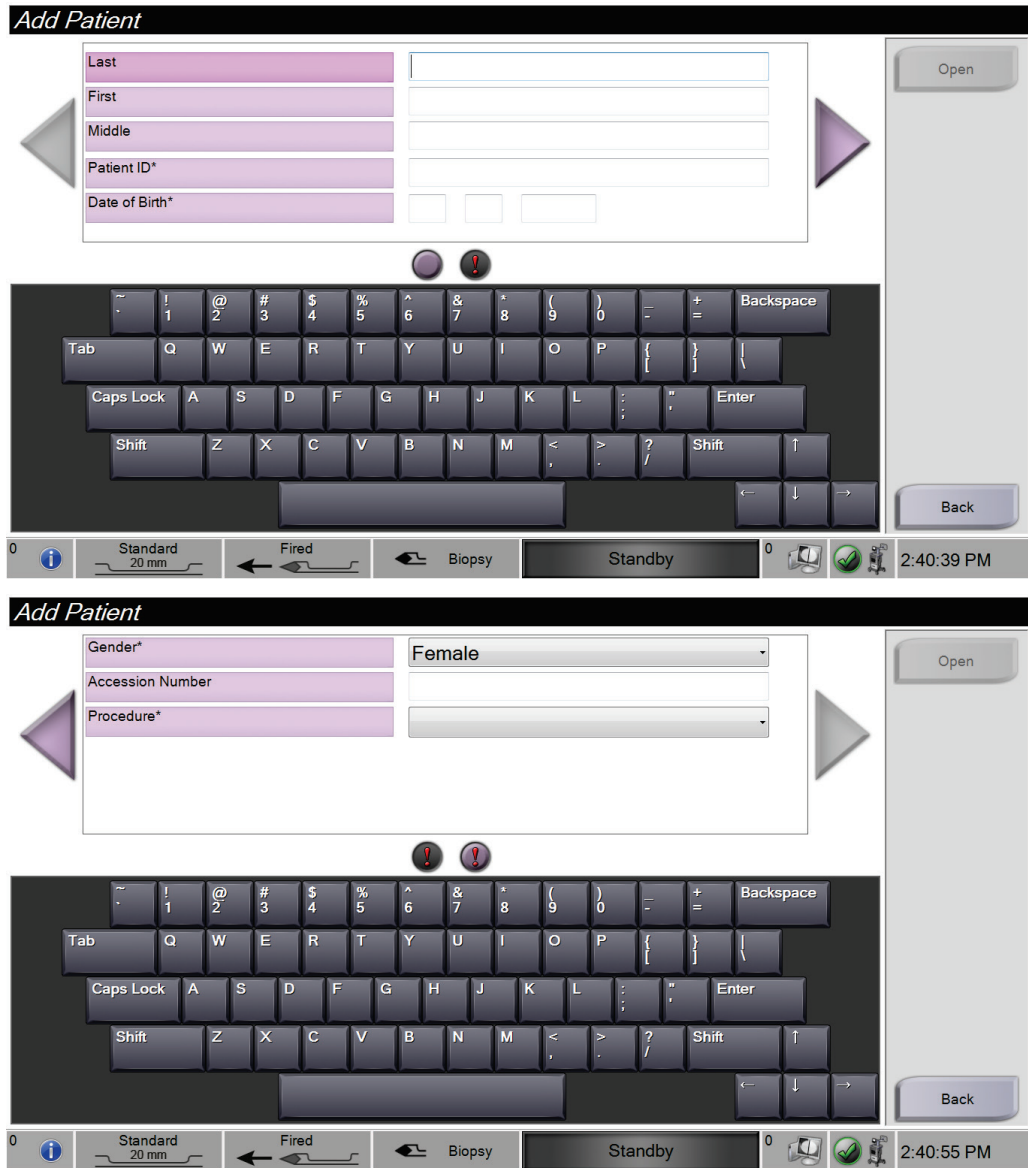 Add Patient
Last
Open
First
Middle
Patient ID*
Date of Birth*
! 
~ ! @ # $ % ^ & * ( ) _ + Backspace
` 1 2 3 4 5 6 7 8 9 0 - =
Tab Q W E R T Y U I O P { } |
[ ] \
Caps Lock A S D F G H J K L : " Enter
; '
Shift Z X C V B N M < > ? Shift ↑
, . /
← ↓ →
Back
0 Standard Fired Biopsy Standby 0 2:40:39 PM
20 mm
Add Patient
Gender* Female
Open
Accession Number
Procedure*
! !
~ ! @ # $ % ^ & * ( ) _ + Backspace
` 1 2 3 4 5 6 7 8 9 0 - =
Tab Q W E R T Y U I O P { } |
[ ] \
Caps Lock A S D F G H J K L : " Enter
; '
Shift Z X C V B N M < > ? Shift ↑
, . /
← ↓ →
Back
0 Standard Fired Biopsy Standby 0 2:40:55 PM
20 mm